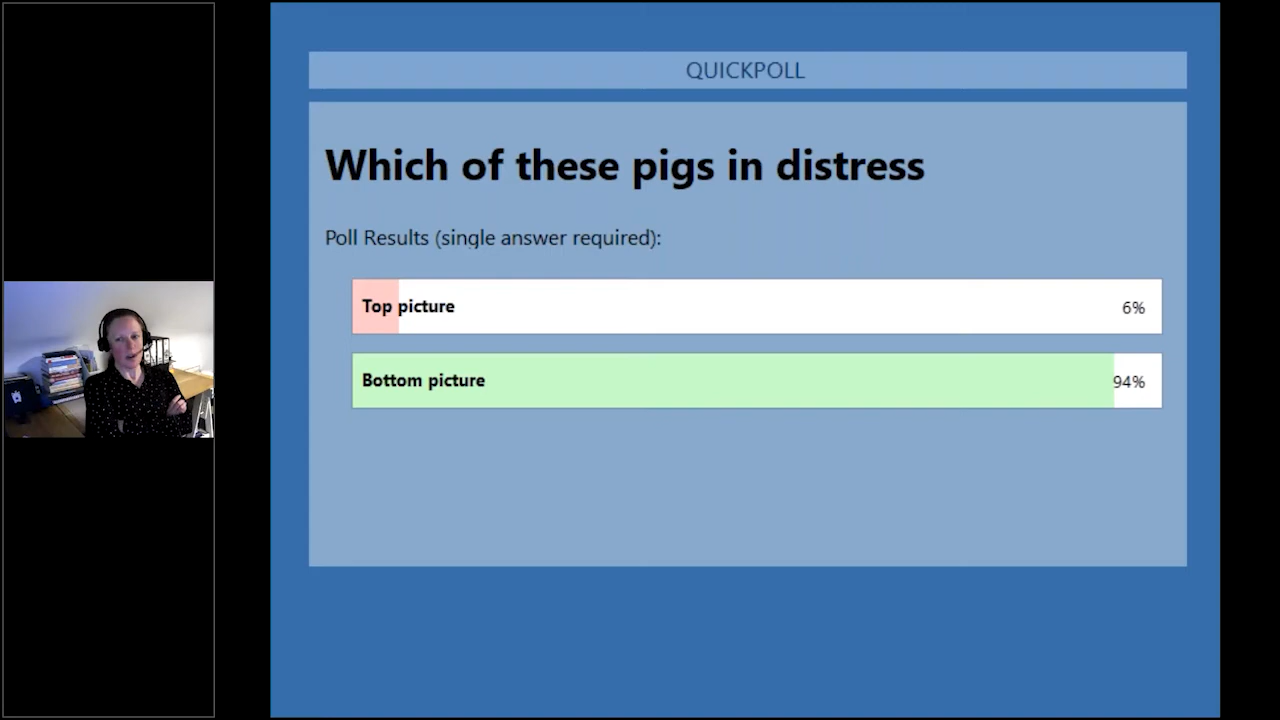 QUICKPOLL
Which of these pigs in distress
Poll Results (single answer required):
Top picture 6%
Bottom picture 94%